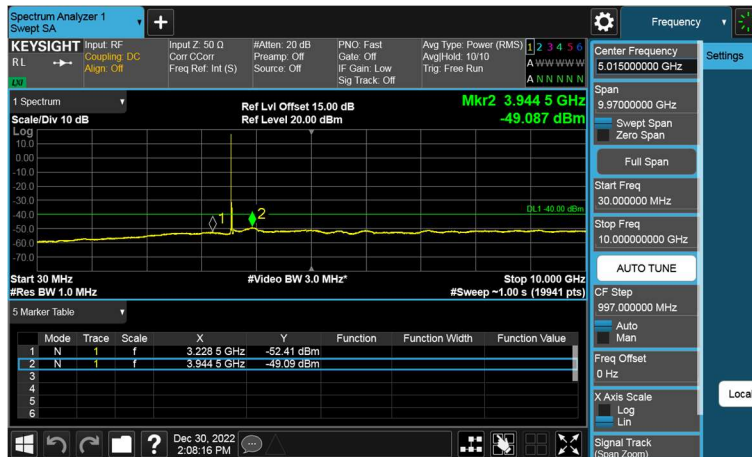 Spectrum Analyzer 1
Swept SA
Frequency
KEYSIGHT
RL
LXI
Input: RF
Coupling: DC
Align: Off
Input Z: 50 Ω
Corr CCorr
Freq Ref: Int (S)
#Atten: 20 dB
Preamp: Off
Source: Off
PNO: Fast
Gate: Off
IF Gain: Low
Sig Track: Off
Avg Type: Power (RMS)
Avg|Hold: 10/10
Trig: Free Run
1 2 3 4 5 6
A W W W W W
A N N N N N
1 Spectrum
Scale/Div 10 dB
Ref Lvl Offset 15.00 dB
Ref Level 20.00 dBm
Mkr2 3.944 5 GHz
-49.087 dBm
Log
10.0
0.00
-10.0
-20.0
-30.0
-40.0
-50.0
-60.0
-70.0
1
2
DL1 -40.00 dBm
Start 30 MHz
#Res BW 1.0 MHz
#Video BW 3.0 MHz*
Stop 10.000 GHz
#Sweep ~1.00 s (19941 pts)
5 Marker Table
Mode Trace Scale X Y Function Function Width Function Value
1 N 1 f 3.228 5 GHz -52.41 dBm
2 N 1 f 3.944 5 GHz -49.09 dBm
3
4
5
6
Dec 30, 2022
2:08:16 PM
Center Frequency
5.015000000 GHz
Settings
Span
9.97000000 GHz
Swept Span
Zero Span
Full Span
Start Freq
30.000000 MHz
Stop Freq
10.000000000 GHz
AUTO TUNE
CF Step
997.000000 MHz
Auto
Man
Freq Offset
0 Hz
Local
X Axis Scale
Log
Lin
Signal Track
(Span Zoom)